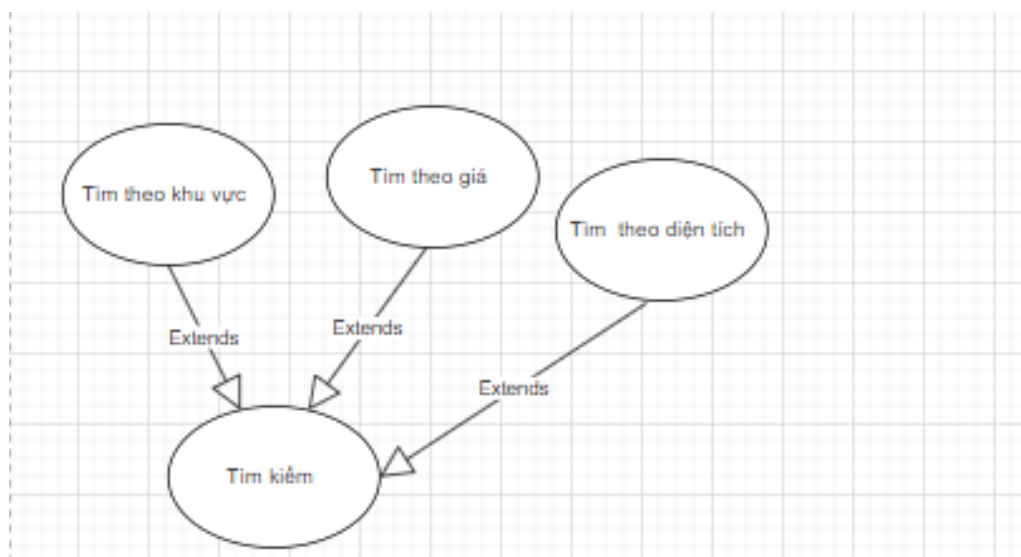 Tìm theo khu vực
Tìm theo giá
Tìm theo diện tích
Extends
Extends
Extends
Tìm kiếm